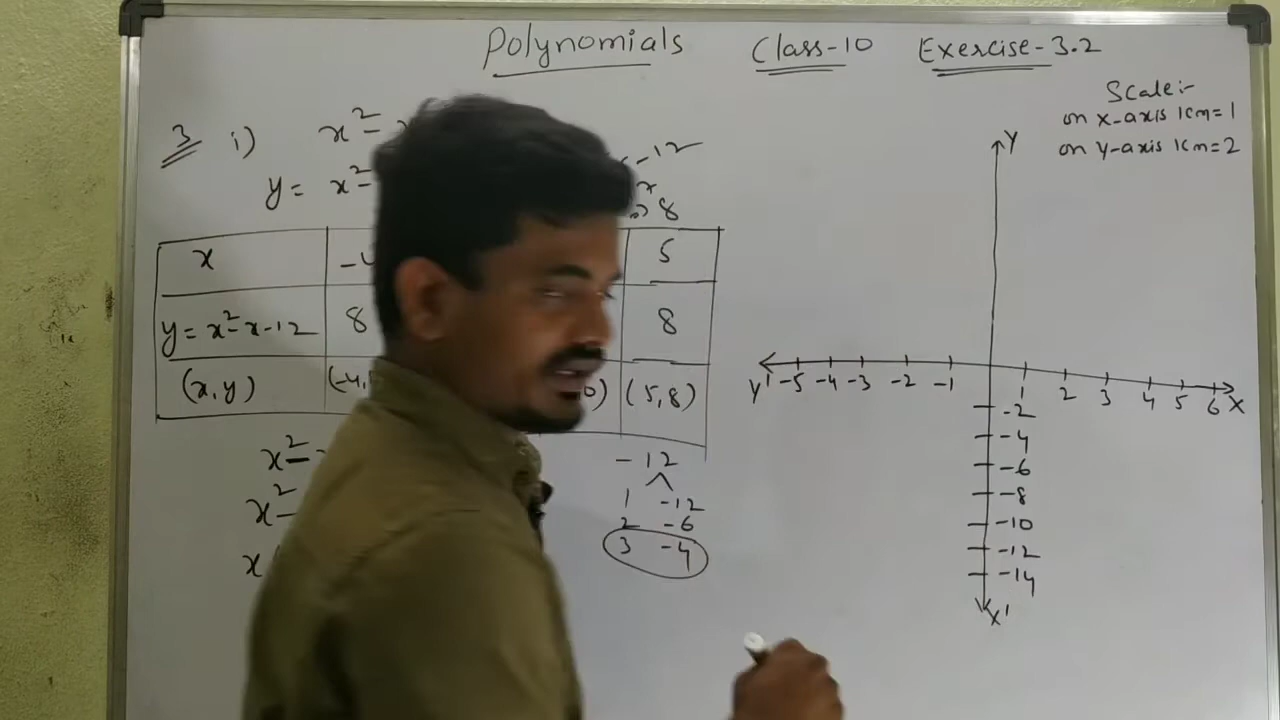 Polynomials Class-10 Exercise-3.2
Scale:-
on x-axis 1cm=1
on y-axis 1cm=2
3 i) x²-
-12
y= x²-
8
x -4 5
y=x²-x-12 8 8
(x,y) (-4, 0) (5,8)
x²-
x²-
x
-12
1 -12
2 -6
3 -4
Y
Y' -5 -4 -3 -2 -1 1 2 3 4 5 6 X
-2
-4
-6
-8
-10
-12
-14
X'